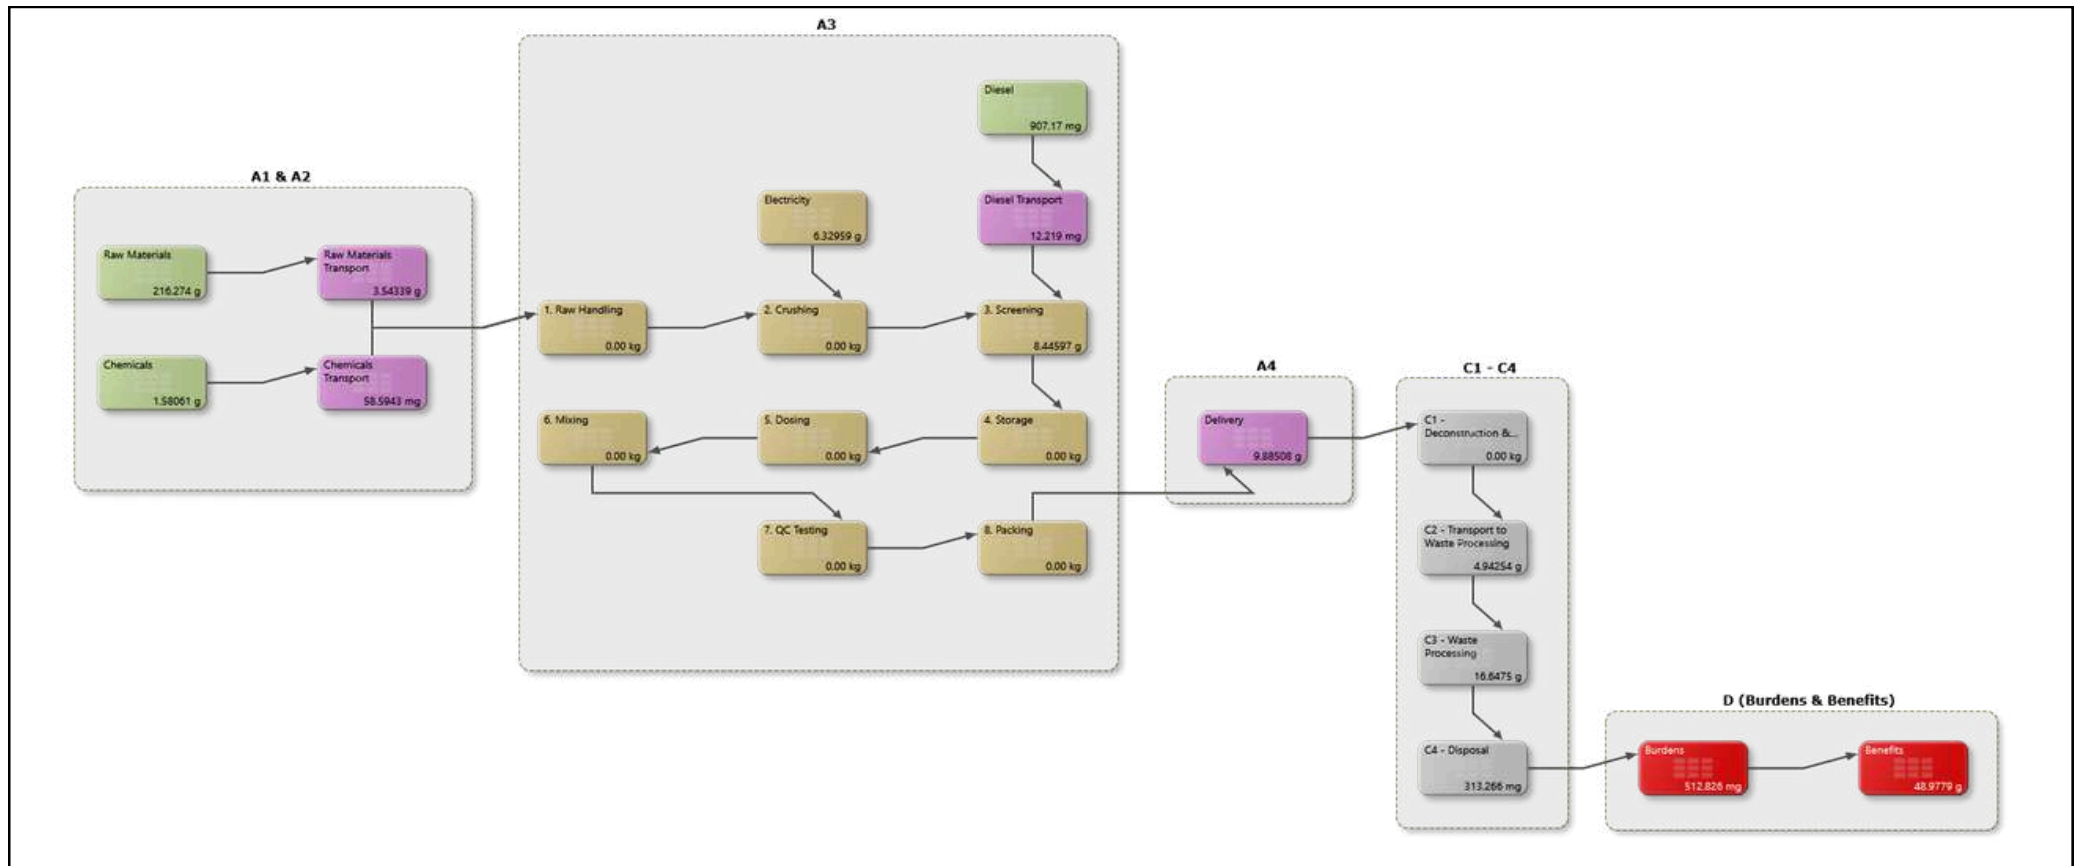 A1 & A2
Raw Materials
216.274 g
Raw Materials
Transport
3.54339 g
Chemicals
1.58061 g
Chemicals
Transport
58.5943 mg
A3
Diesel
907.17 mg
Electricity
6.32959 g
Diesel Transport
12.219 mg
1. Raw Handling
0.00 kg
2. Crushing
0.00 kg
3. Screening
8.44597 g
6. Mixing
0.00 kg
5. Dosing
0.00 kg
4. Storage
0.00 kg
7. QC Testing
0.00 kg
8. Packing
0.00 kg
A4
Delivery
9.88508 g
C1 - C4
C1 -
Deconstruction &...
0.00 kg
C2 - Transport to
Waste Processing
4.94254 g
C3 - Waste
Processing
16.6475 g
C4 - Disposal
313.266 mg
D (Burdens & Benefits)
Burdens
512.826 mg
Benefits
48.9779 g